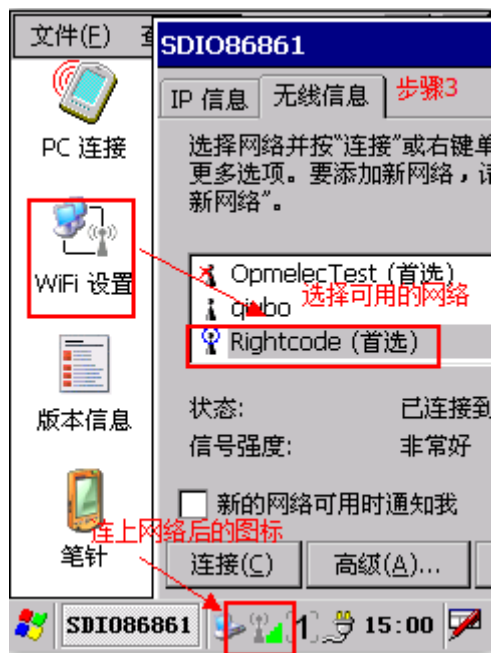 文件(F)
SDIO86861
IP 信息
无线信息
步骤3
PC 连接
选择网络并按“连接”或右键单
更多选项。要添加新网络，
新网络”。
WiFi 设置
OpmelecTest (首选)
选择可用的网络
qiubo
Rightcode (首选)
版本信息
状态:
已连接到
信号强度:
非常好
新的网络可用时通知我
连上网络后的图标
笔针
连接(C)
高级(A)...
SDIO86861
1
15:00